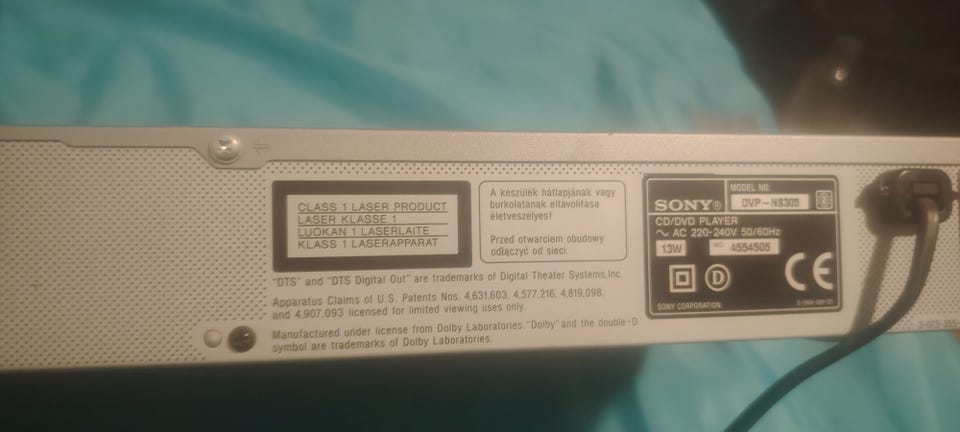 CLASS 1 LASER PRODUCT
LASER KLASSE 1
LUOKAN 1 LASERLAITE
KLASS 1 LASERAPPARAT
A készülék hátlapjának vagy
burkolatanak eltávolitása
életveszélyes!
Przed otwarciem obudowy
odłączyć od sieci.
"DTS" and "DTS Digital Out" are trademarks of Digital Theater Systems,Inc.
Apparatus Claims of U.S. Patents Nos. 4,631,603, 4,577,216, 4,819,098,
and 4,907,093 licensed for limited viewing uses only.
Manufactured under license from Dolby Laboratories. "Dolby" and the double-D
symbol are trademarks of Dolby Laboratories.
SONY®
MODEL NO.
DVP-NS305
CD/DVD PLAYER
~ AC 220-240V 50/60Hz
13W
NO. 4554505
D
CE
SONY CORPORATION